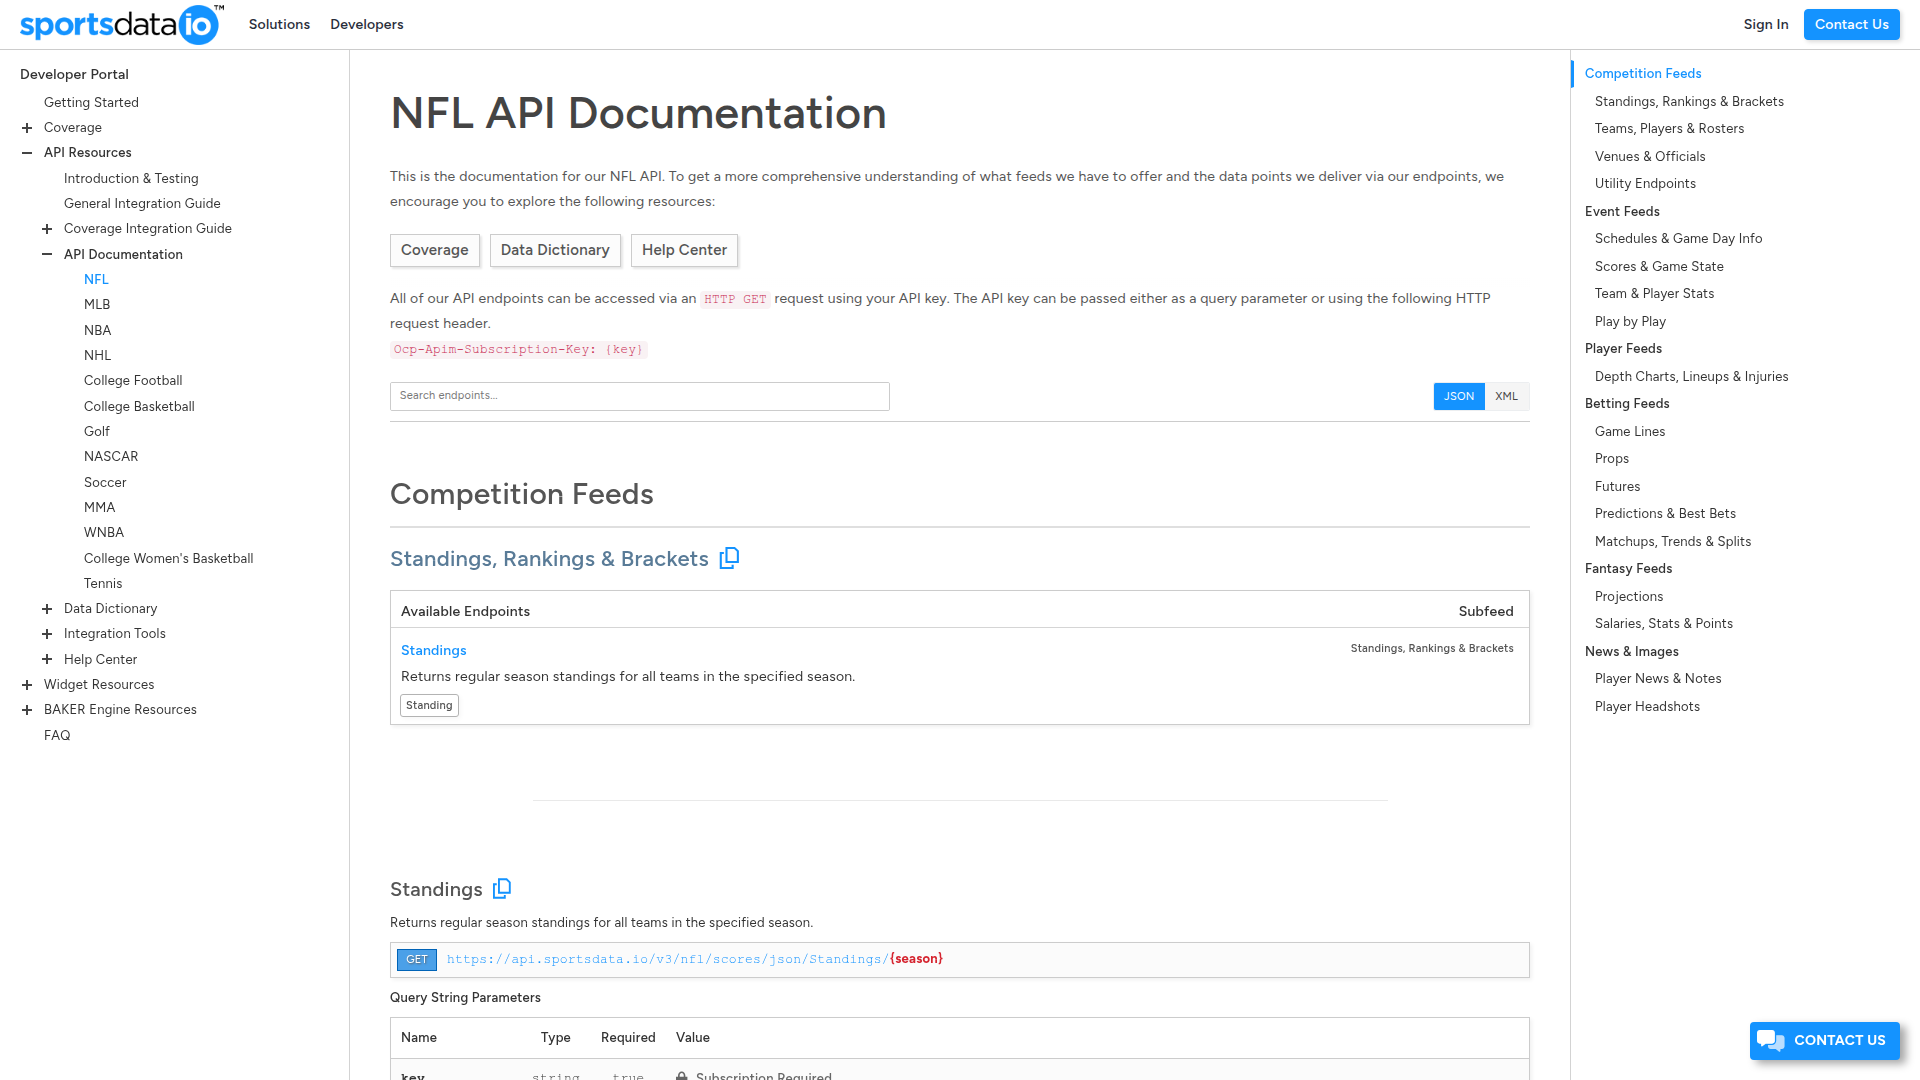 sportsdataio™
Solutions
Developers
Sign In
Contact Us
Developer Portal
Getting Started
Coverage
API Resources
Introduction & Testing
General Integration Guide
Coverage Integration Guide
API Documentation
NFL
MLB
NBA
NHL
College Football
College Basketball
Golf
NASCAR
Soccer
MMA
WNBA
College Women's Basketball
Tennis
Data Dictionary
Integration Tools
Help Center
Widget Resources
BAKER Engine Resources
FAQ
NFL API Documentation
This is the documentation for our NFL API. To get a more comprehensive understanding of what feeds we have to offer and the data points we deliver via our endpoints, we
encourage you to explore the following resources:
Coverage
Data Dictionary
Help Center
All of our API endpoints can be accessed via an HTTP GET request using your API key. The API key can be passed either as a query parameter or using the following HTTP
request header.
Ocp-Apim-Subscription-Key: {key}
Search endpoints...
JSON
XML
Competition Feeds
Standings, Rankings & Brackets
Available Endpoints
Subfeed
Standings
Standings, Rankings & Brackets
Returns regular season standings for all teams in the specified season.
Standing
Standings
Returns regular season standings for all teams in the specified season.
GET https://api.sportsdata.io/v3/nfl/scores/json/Standings/{season}
Query String Parameters
Name Type Required Value
key string true Subscription Required
Competition Feeds
Standings, Rankings & Brackets
Teams, Players & Rosters
Venues & Officials
Utility Endpoints
Event Feeds
Schedules & Game Day Info
Scores & Game State
Team & Player Stats
Play by Play
Player Feeds
Depth Charts, Lineups & Injuries
Betting Feeds
Game Lines
Props
Futures
Predictions & Best Bets
Matchups, Trends & Splits
Fantasy Feeds
Projections
Salaries, Stats & Points
News & Images
Player News & Notes
Player Headshots
CONTACT US